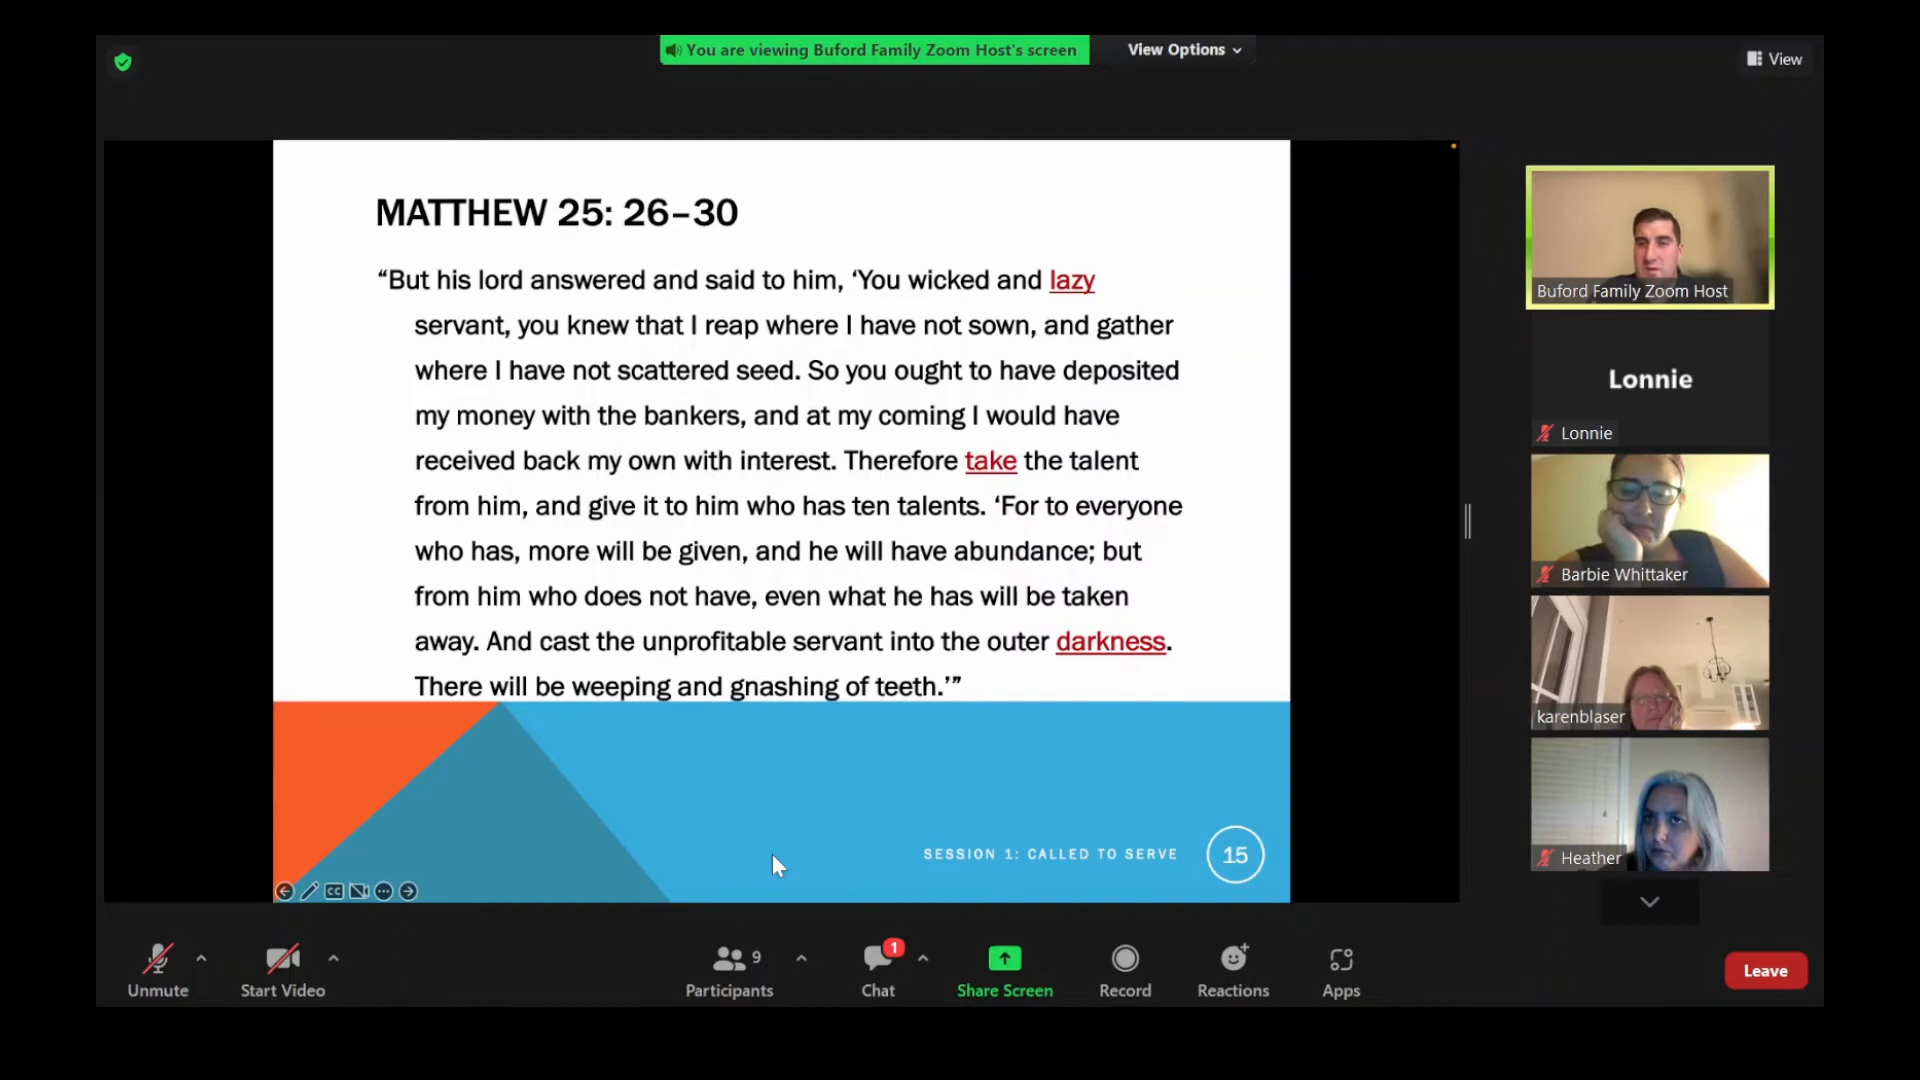 You are viewing Buford Family Zoom Host's screen
View Options
View
MATTHEW 25: 26–30
“But his lord answered and said to him, ‘You wicked and lazy
servant, you knew that I reap where I have not sown, and gather
where I have not scattered seed. So you ought to have deposited
my money with the bankers, and at my coming I would have
received back my own with interest. Therefore take the talent
from him, and give it to him who has ten talents. ‘For to everyone
who has, more will be given, and he will have abundance; but
from him who does not have, even what he has will be taken
away. And cast the unprofitable servant into the outer darkness.
There will be weeping and gnashing of teeth.’”
SESSION 1: CALLED TO SERVE
15
CC
Buford Family Zoom Host
Lonnie
Lonnie
Barbie Whittaker
karenblaser
Heather
Unmute
Start Video
9
Participants
1
Chat
Share Screen
Record
Reactions
Apps
Leave